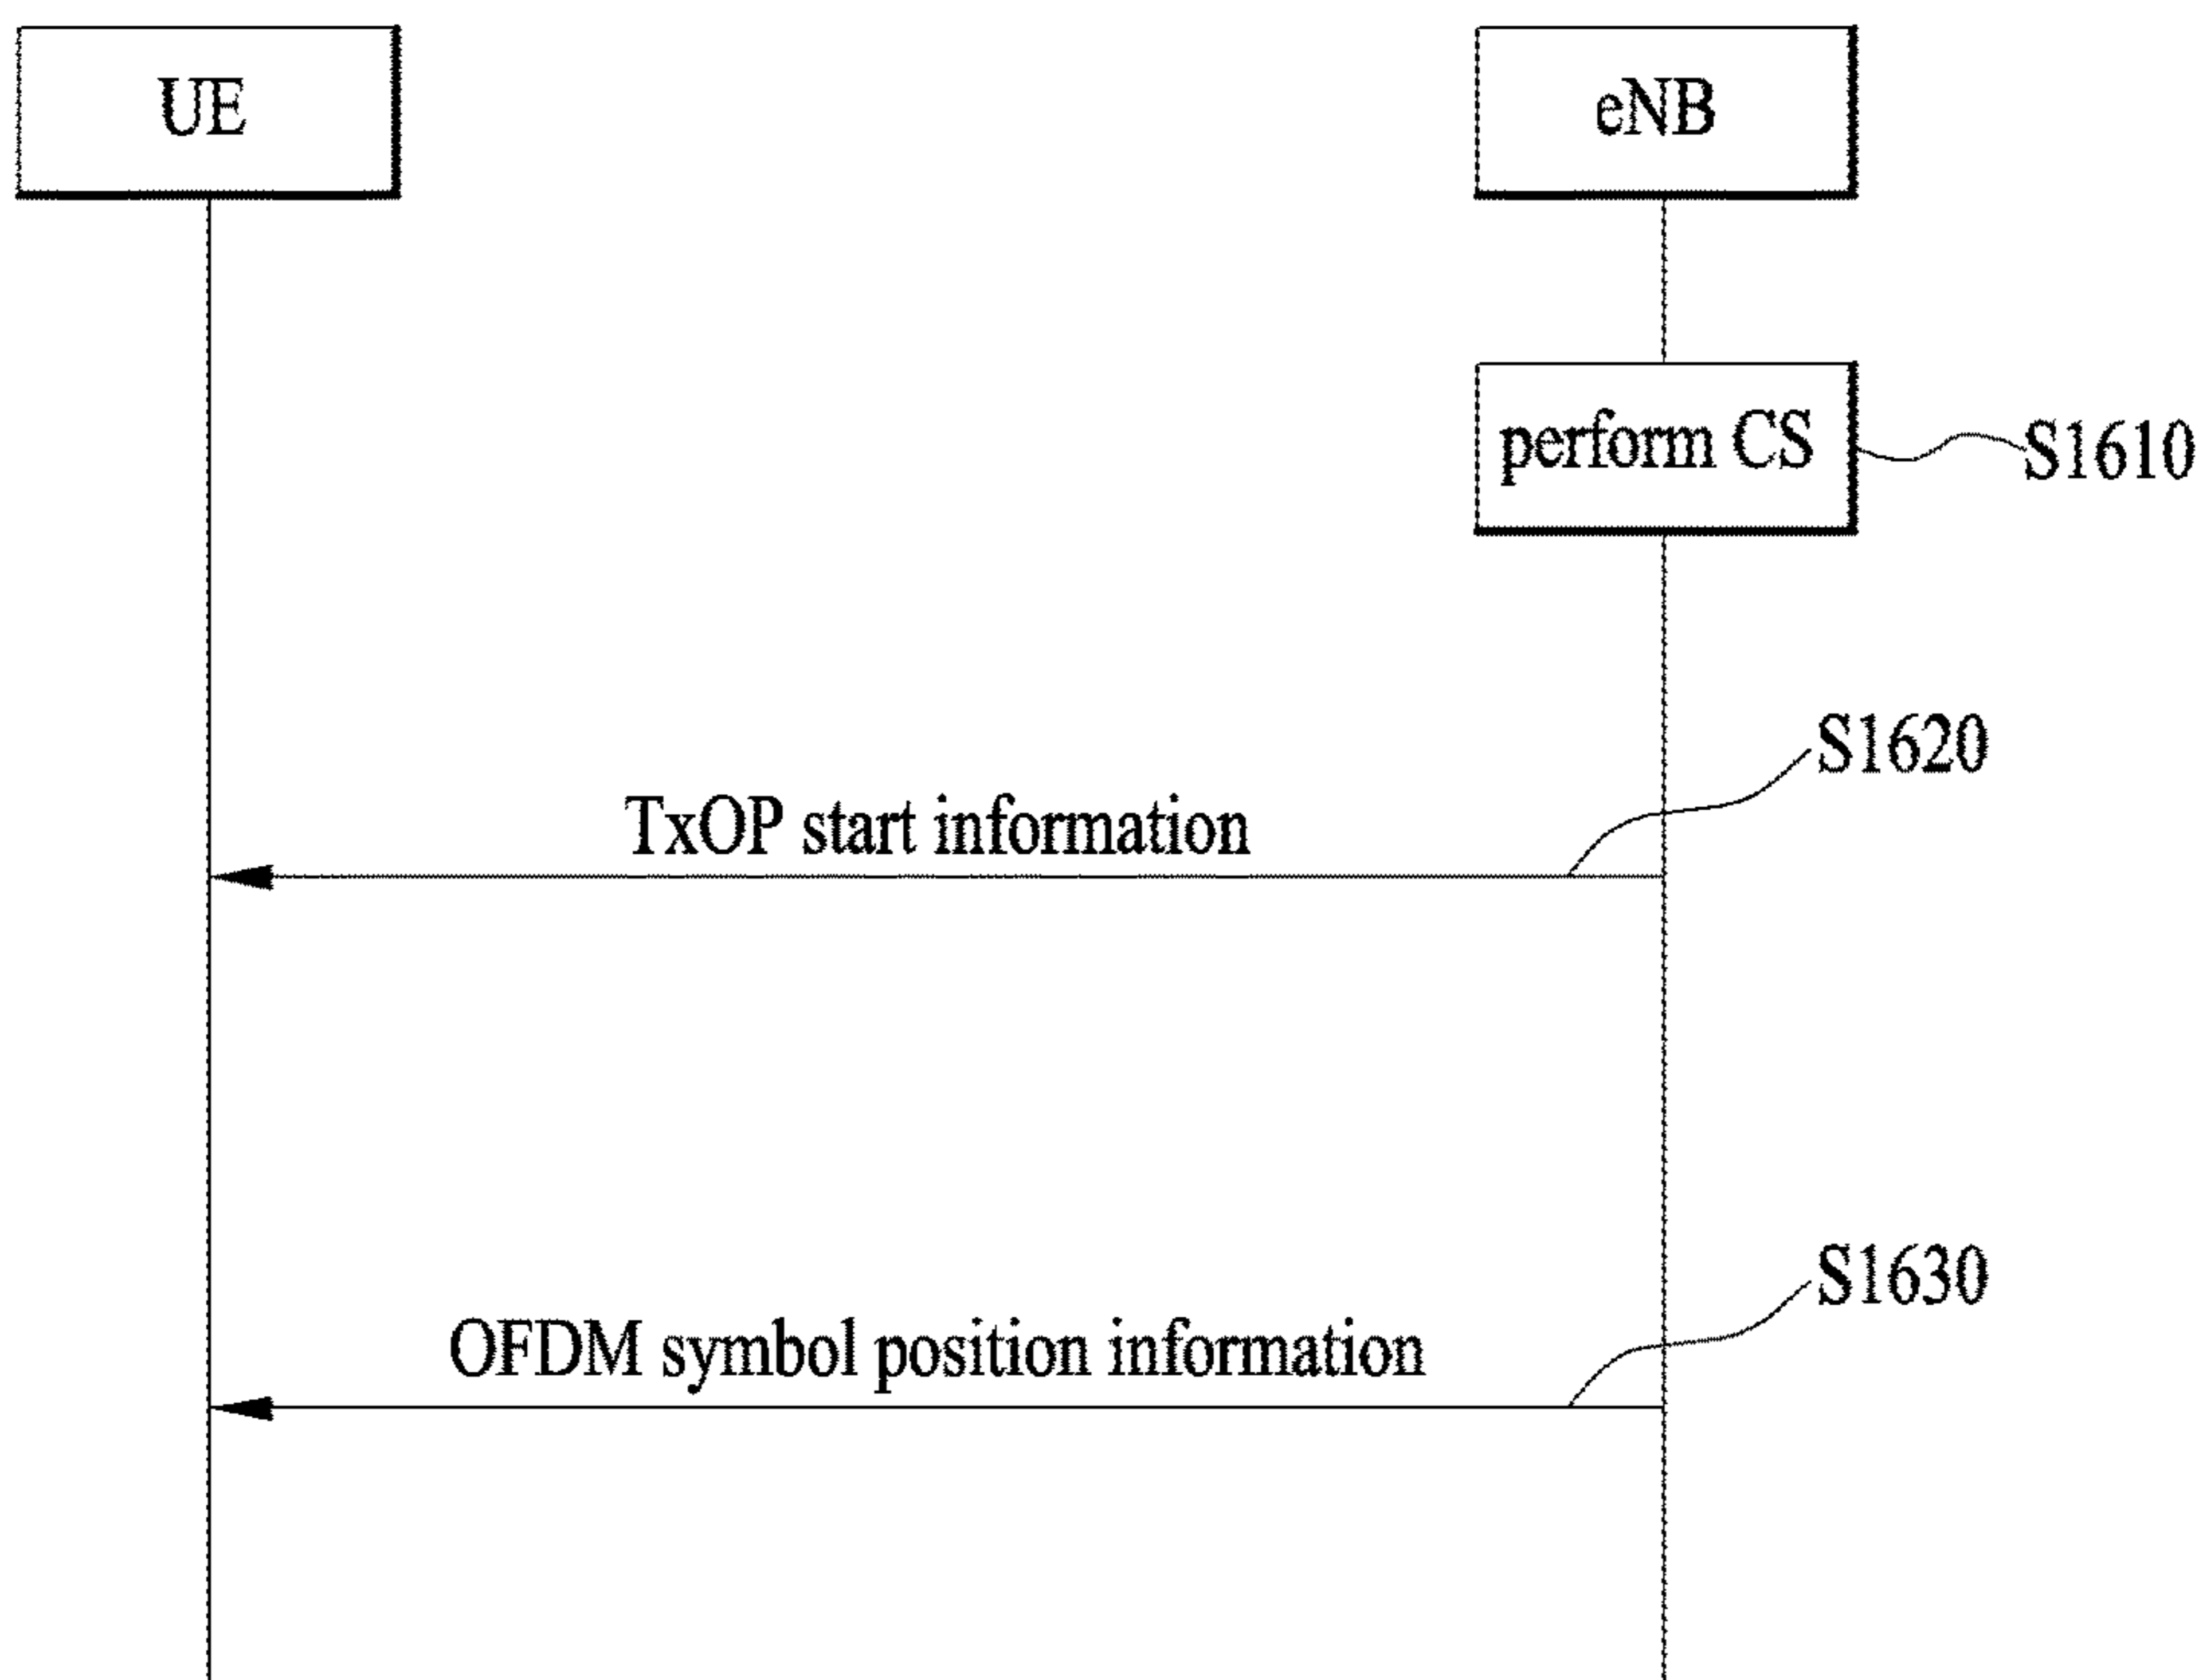 UE
eNB
perform CS
S1610
S1620
TxOP start information
S1630
OFDM symbol position information